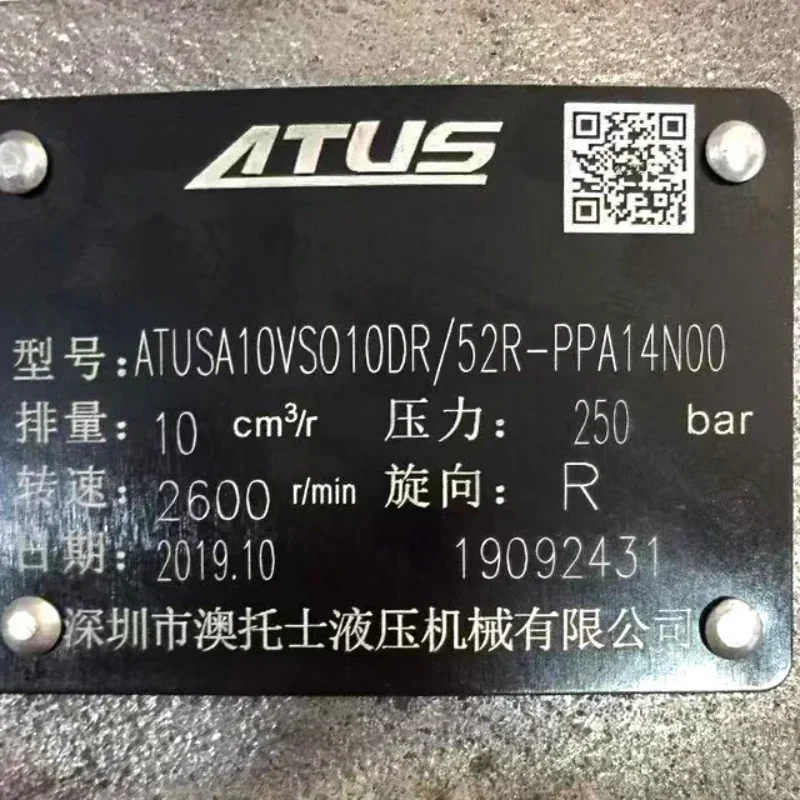 ATUS
型号:ATUSA10VSO10DR/52R-PPA14N00
排量: 10 cm³/r 压力: 250 bar
转速: 2600 r/min 旋向: R
日期: 2019.10 19092431
深圳市澳托士液压机械有限公司